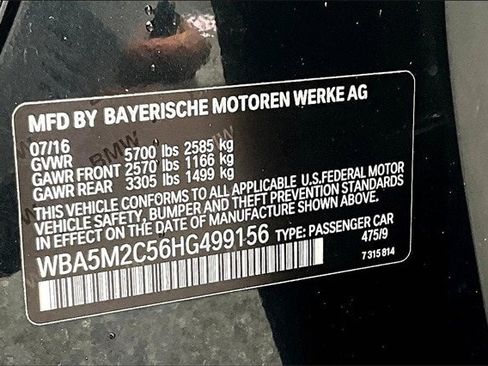 MFD BY BAYERISCHE MOTOREN WERKE AG
07/16
GVWR 5700 lbs 2585 kg
GAWR FRONT 2570 lbs 1166 kg
GAWR REAR 3305 lbs 1499 kg
THIS VEHICLE CONFORMS TO ALL APPLICABLE U.S.FEDERAL MOTOR
VEHICLE SAFETY, BUMPER AND THEFT PREVENTION STANDARDS
IN EFFECT ON THE DATE OF MANUFACTURE SHOWN ABOVE.
WBA5M2C56HG499156 TYPE: PASSENGER CAR
475/9
7 315 814
BMW